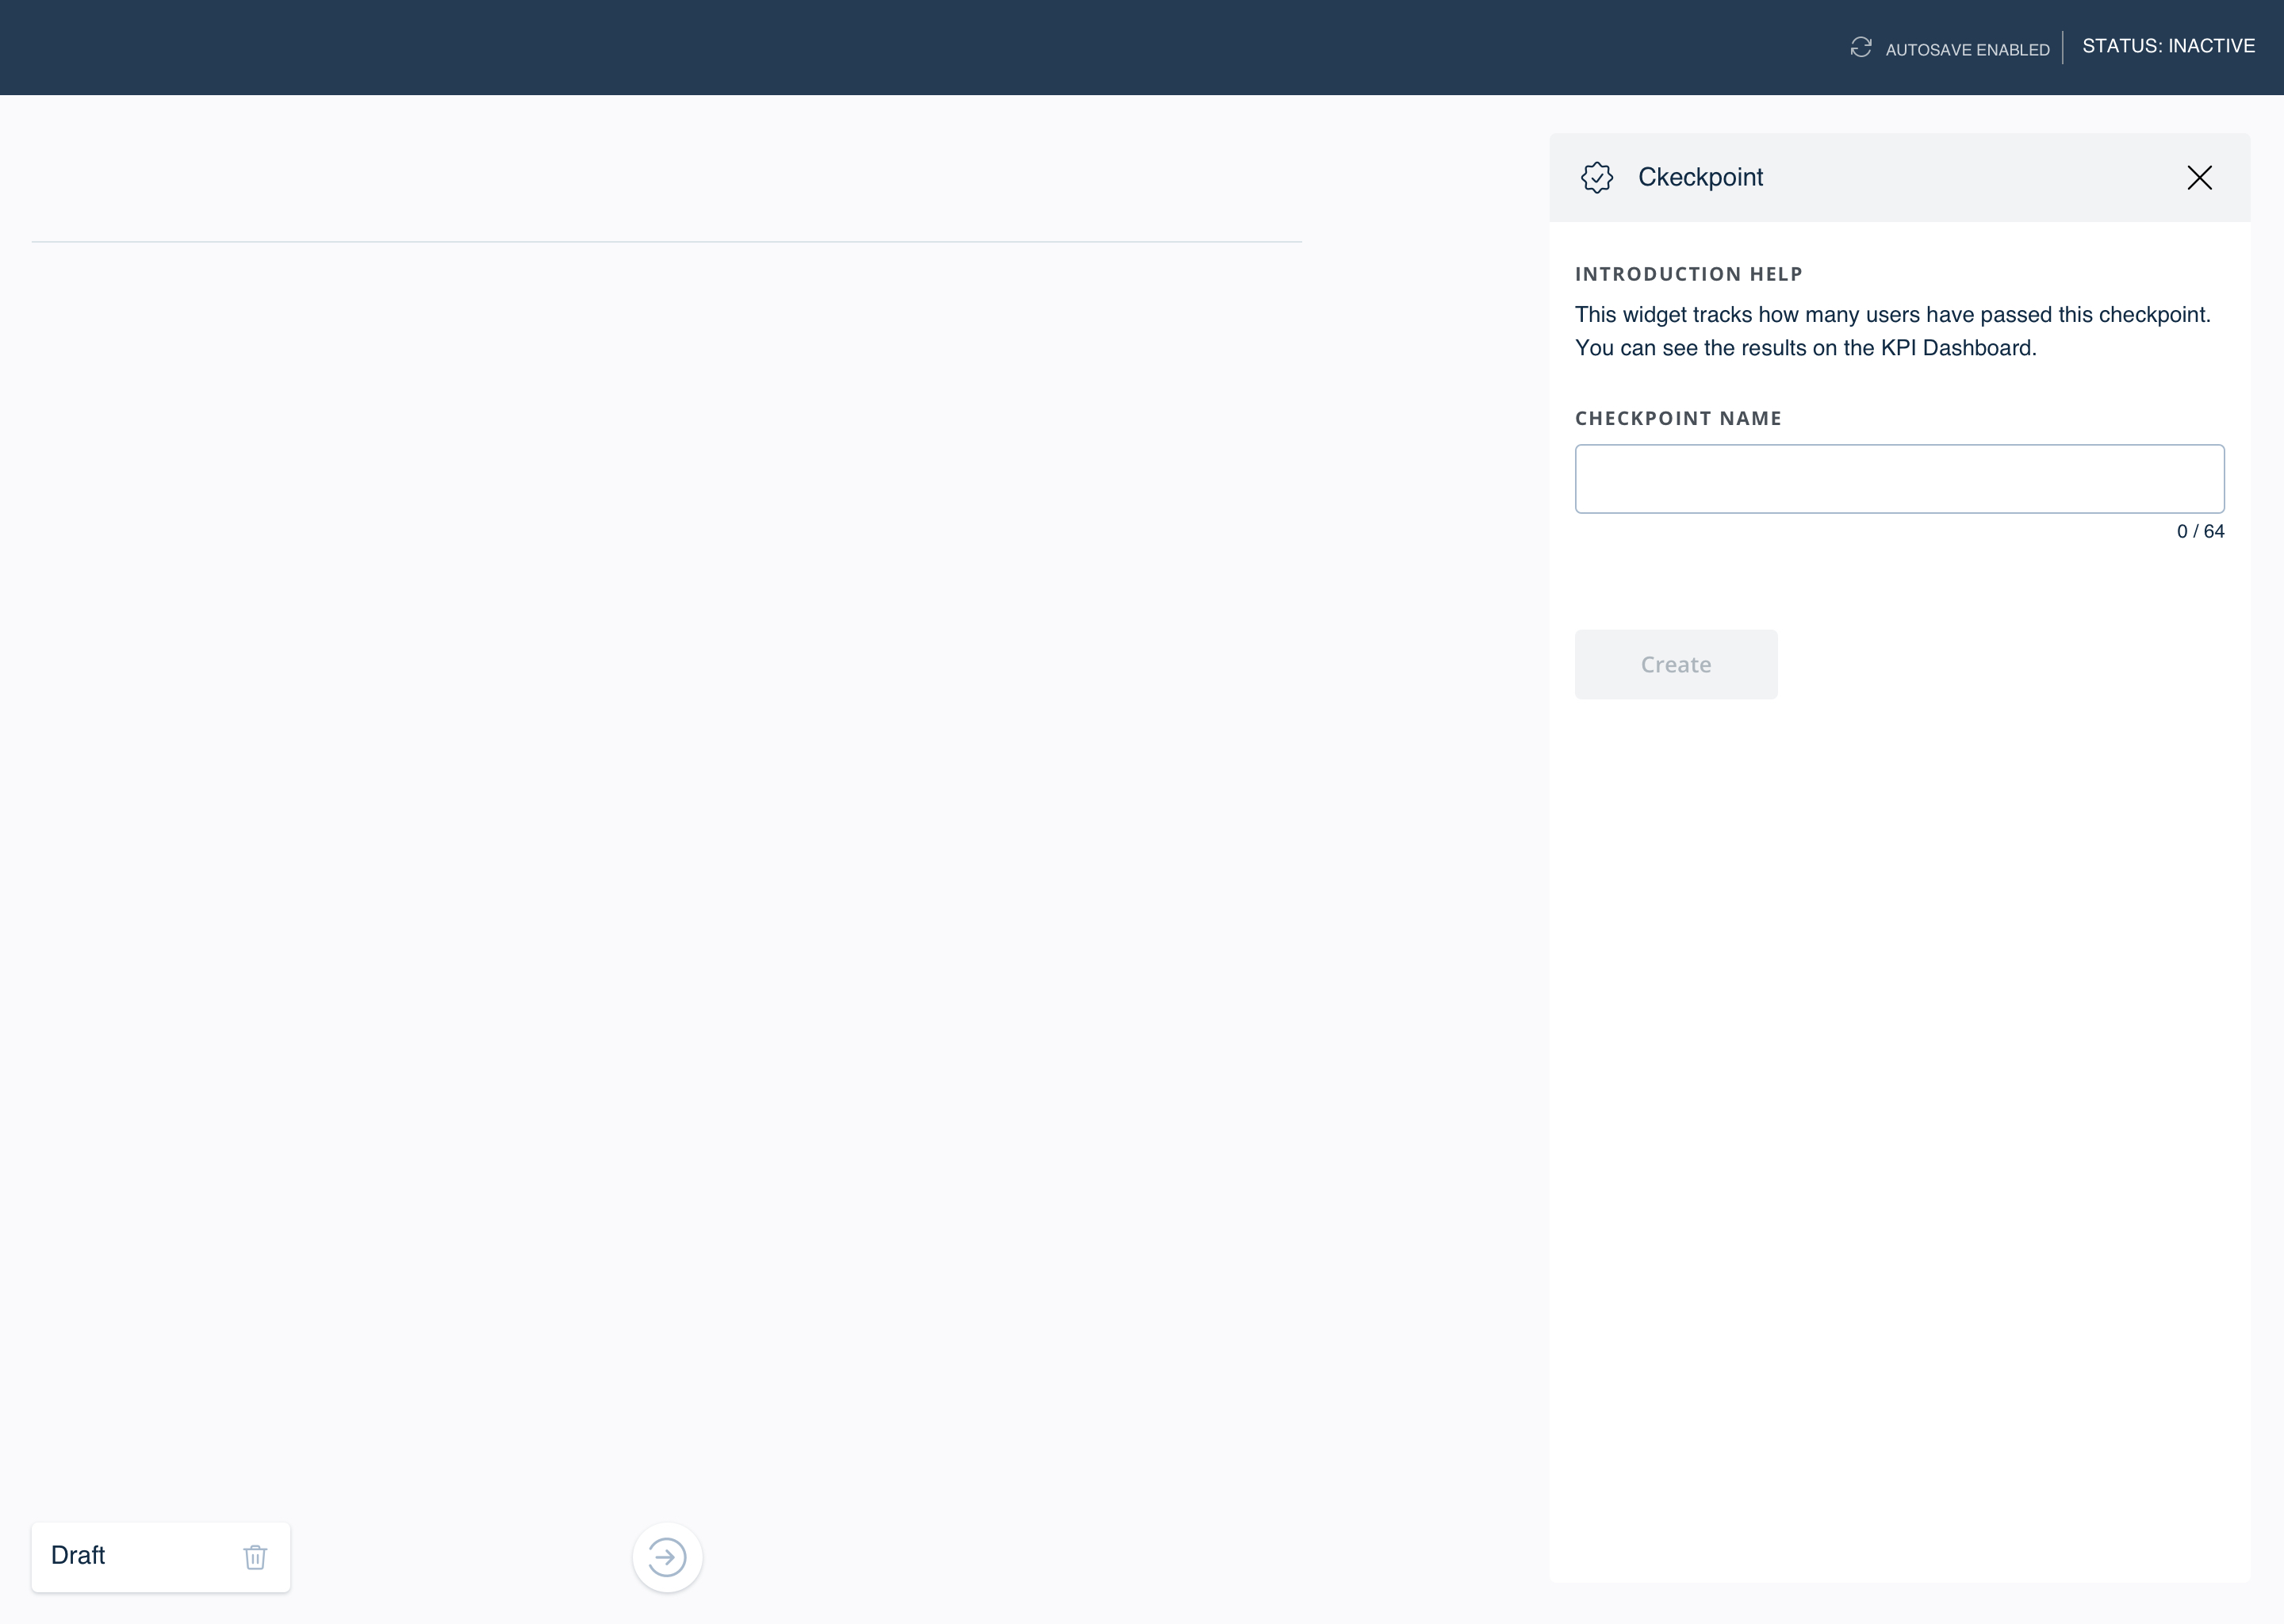 AUTOSAVE ENABLED
STATUS: INACTIVE
Ckeckpoint
INTRODUCTION HELP
This widget tracks how many users have passed this checkpoint.
You can see the results on the KPI Dashboard.
CHECKPOINT NAME
0 / 64
Create
Draft